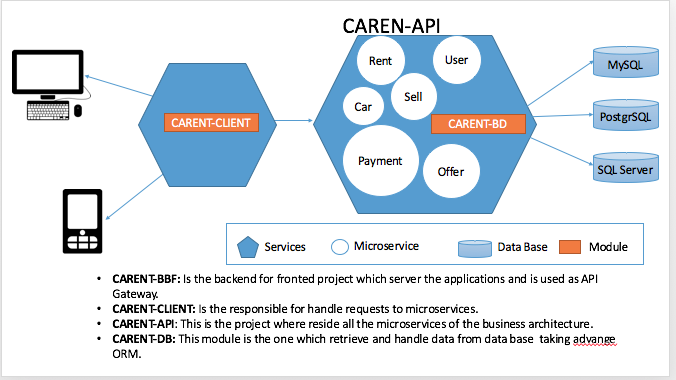 CAREN-API
Rent
User
MySQL
Car
Sell
CARENT-CLIENT
CARENT-BD
PostgrSQL
Payment
Offer
SQL Server
Services
Microservice
Data Base
Module
• CARENT-BBF: Is the backend for fronted project which server the applications and is used as API
Gateway.
• CARENT-CLIENT: Is the responsible for handle requests to microservices.
• CARENT-API: This is the project where reside all the microservices of the business architecture.
• CARENT-DB: This module is the one which retrieve and handle data from data base taking advange
ORM.